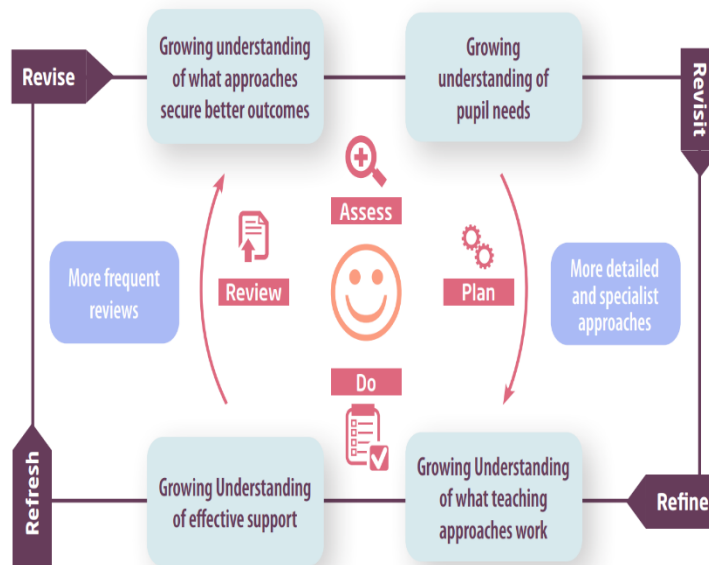 Revise
Growing understanding
of what approaches
secure better outcomes
Growing
understanding of
pupil needs
Revisit
Assess
More frequent
reviews
Review
Plan
More detailed
and specialist
approaches
Do
Refresh
Growing Understanding
of effective support
Growing Understanding
of what teaching
approaches work
Refine